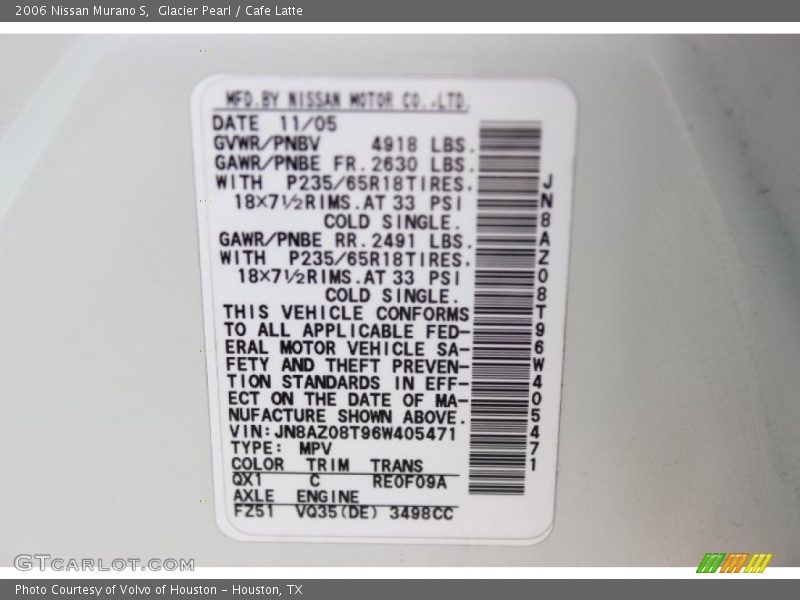 2006 Nissan Murano S, Glacier Pearl / Cafe Latte
MFD.BY NISSAN MOTOR CO.,LTD.
DATE 11/05
GVWR/PNBV 4918 LBS.
GAWR/PNBE FR. 2630 LBS.
WITH P235/65R18TIRES.
18×7½RIMS.AT 33 PSI
COLD SINGLE.
GAWR/PNBE RR. 2491 LBS.
WITH P235/65R18TIRES.
18×7½RIMS.AT 33 PSI
COLD SINGLE.
THIS VEHICLE CONFORMS
TO ALL APPLICABLE FED-
ERAL MOTOR VEHICLE SA-
FETY AND THEFT PREVEN-
TION STANDARDS IN EFF-
ECT ON THE DATE OF MA-
NUFACTURE SHOWN ABOVE.
VIN:JN8AZ08T96W405471
TYPE: MPV
COLOR TRIM TRANS
QX1 C RE0F09A
AXLE ENGINE
FZ51 VQ35(DE) 3498CC
JN8AZ08T96W405471
GTCARLOT.COM
Photo Courtesy of Volvo of Houston - Houston, TX